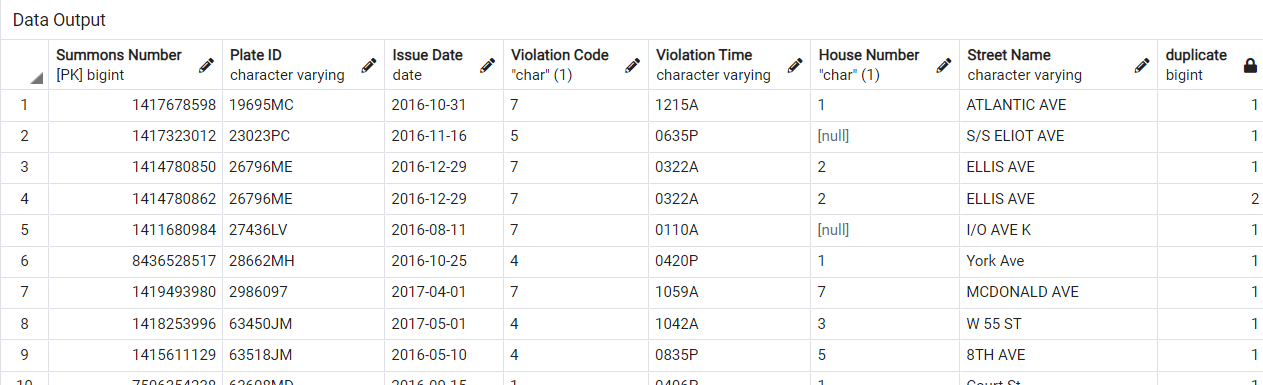 Data Output
Summons Number Plate ID Issue Date Violation Code Violation Time House Number Street Name duplicate
[PK] bigint character varying date "char" (1) character varying "char" (1) character varying bigint
1 1417678598 19695MC 2016-10-31 7 1215A 1 ATLANTIC AVE 1
2 1417323012 23023PC 2016-11-16 5 0635P [null] S/S ELIOT AVE 1
3 1414780850 26796ME 2016-12-29 7 0322A 2 ELLIS AVE 1
4 1414780862 26796ME 2016-12-29 7 0322A 2 ELLIS AVE 2
5 1411680984 27436LV 2016-08-11 7 0110A [null] I/O AVE K 1
6 8436528517 28662MH 2016-10-25 4 0420P 1 York Ave 1
7 1419493980 2986097 2017-04-01 7 1059A 7 MCDONALD AVE 1
8 1418253996 63450JM 2017-05-01 4 1042A 3 W 55 ST 1
9 1415611129 63518JM 2016-05-10 4 0835P 5 8TH AVE 1
10 1 1 Court St 1